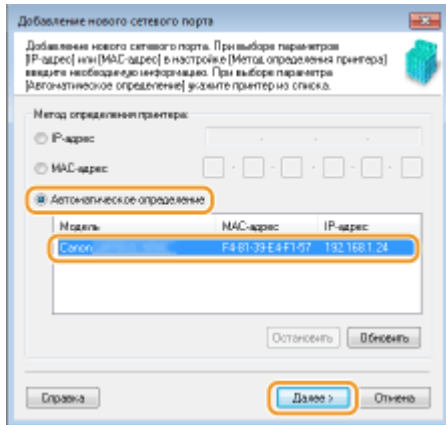 Добавление нового сетевого порта
Добавление нового сетевого порта. При выборе параметров
[IP-адрес] или [MAC-адрес] в настройке [Метод определения принтера]
введите необходимую информацию. При выборе параметра
[Автоматическое определение] укажите принтер из списка.
Метод определения принтера:
IP-адрес
MAC-адрес
Автоматическое определение
Модель MAC-адрес IP-адрес
Canon F4-81-39-E4-F1-57 192.168.1.24
Остановить Обновить
Справка Далее > Отмена